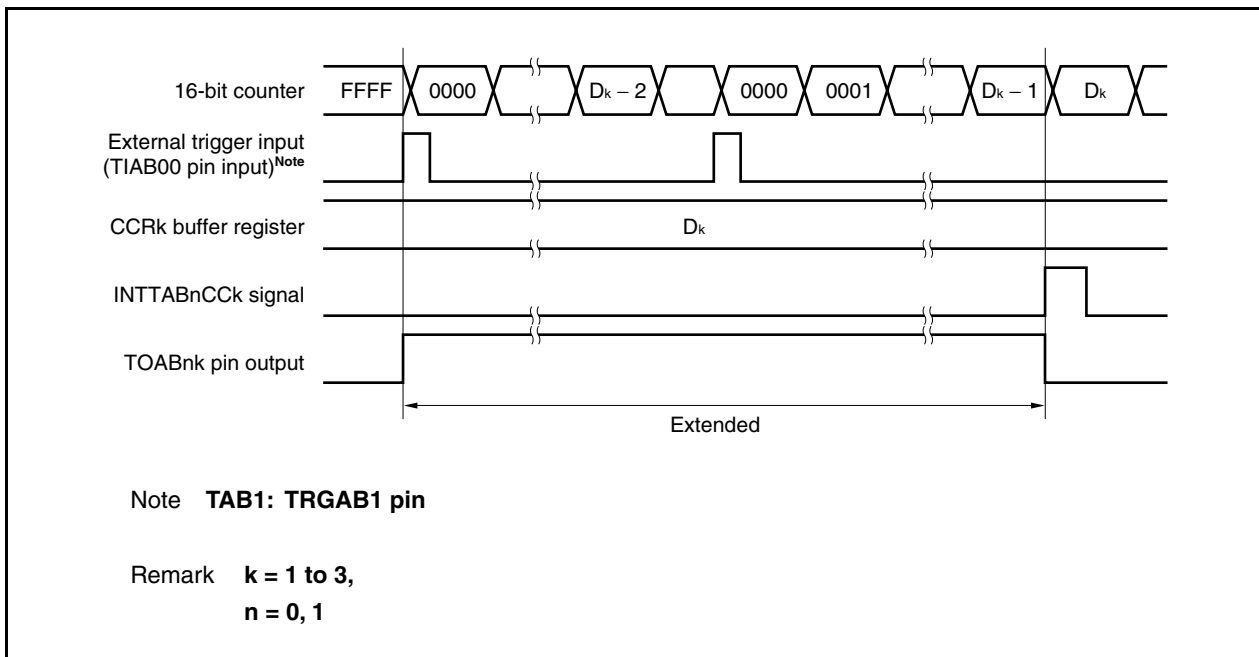 16-bit counter FFFF 0000 Dk − 2 0000 0001 Dk − 1 Dk
External trigger input
(TIAB00 pin input)Note
CCRk buffer register Dk
INTTABnCCk signal
TOABnk pin output
Extended
Note TAB1: TRGAB1 pin
Remark k = 1 to 3,
n = 0, 1